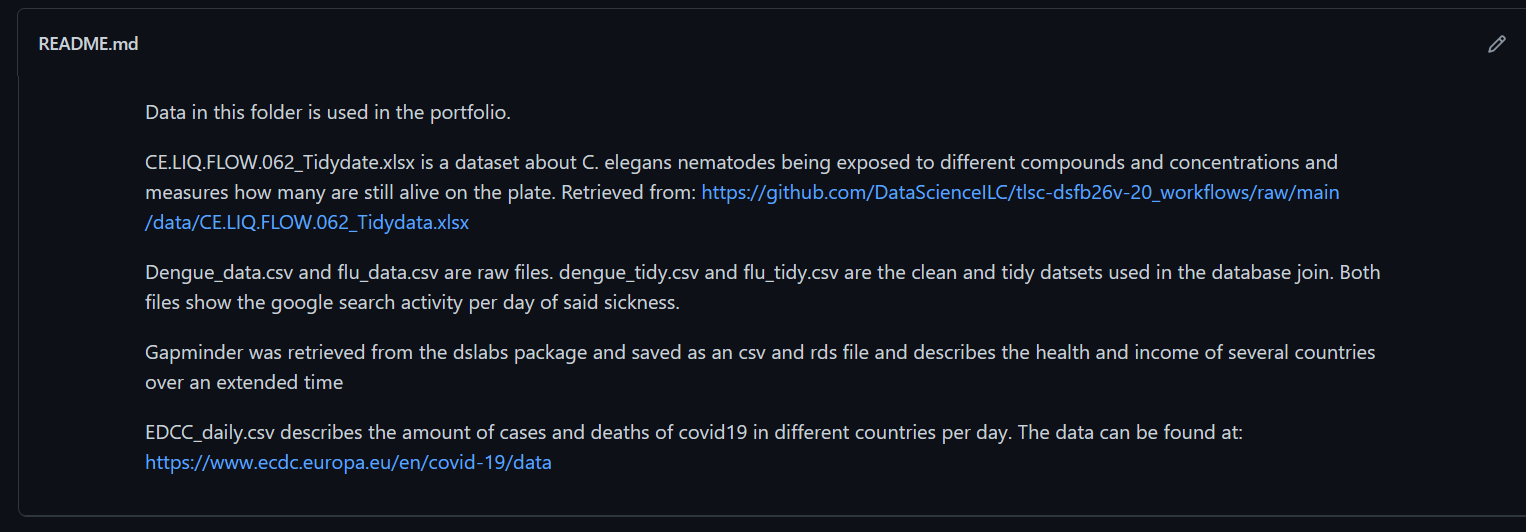 README.md
Data in this folder is used in the portfolio.
CE.LIQ.FLOW.062_Tidydate.xlsx is a dataset about C. elegans nematodes being exposed to different compounds and concentrations and
measures how many are still alive on the plate. Retrieved from: https://github.com/DataScienceILC/tlsc-dsfb26v-20_workflows/raw/main
/data/CE.LIQ.FLOW.062_Tidydata.xlsx
Dengue_data.csv and flu_data.csv are raw files. dengue_tidy.csv and flu_tidy.csv are the clean and tidy datsets used in the database join. Both
files show the google search activity per day of said sickness.
Gapminder was retrieved from the dslabs package and saved as an csv and rds file and describes the health and income of several countries
over an extended time
EDCC_daily.csv describes the amount of cases and deaths of covid19 in different countries per day. The data can be found at:
https://www.ecdc.europa.eu/en/covid-19/data